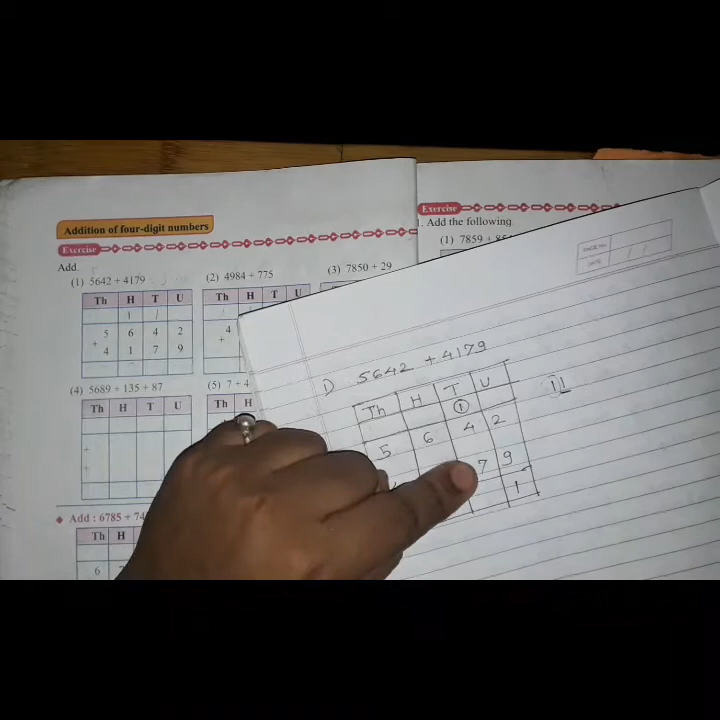 Addition of four-digit numbers
Exercise
Add.
(1) 5642 + 4179
(2) 4984 + 775
(3) 7850 + 29
Th H T U
1 1
5 6 4 2
+ 4 1 7 9
Th H T U
4
+
(4) 5689 + 135 + 87
(5) 7 + 4
Th H T U
+
+
Th H
Add : 6785 + 74
Th H
6
Exercise
1. Add the following.
(1) 7859 +
PAGE NO.
DATE / /
5642 + 4179
Th H T U
1
5 6 4 2
7 9
1
11